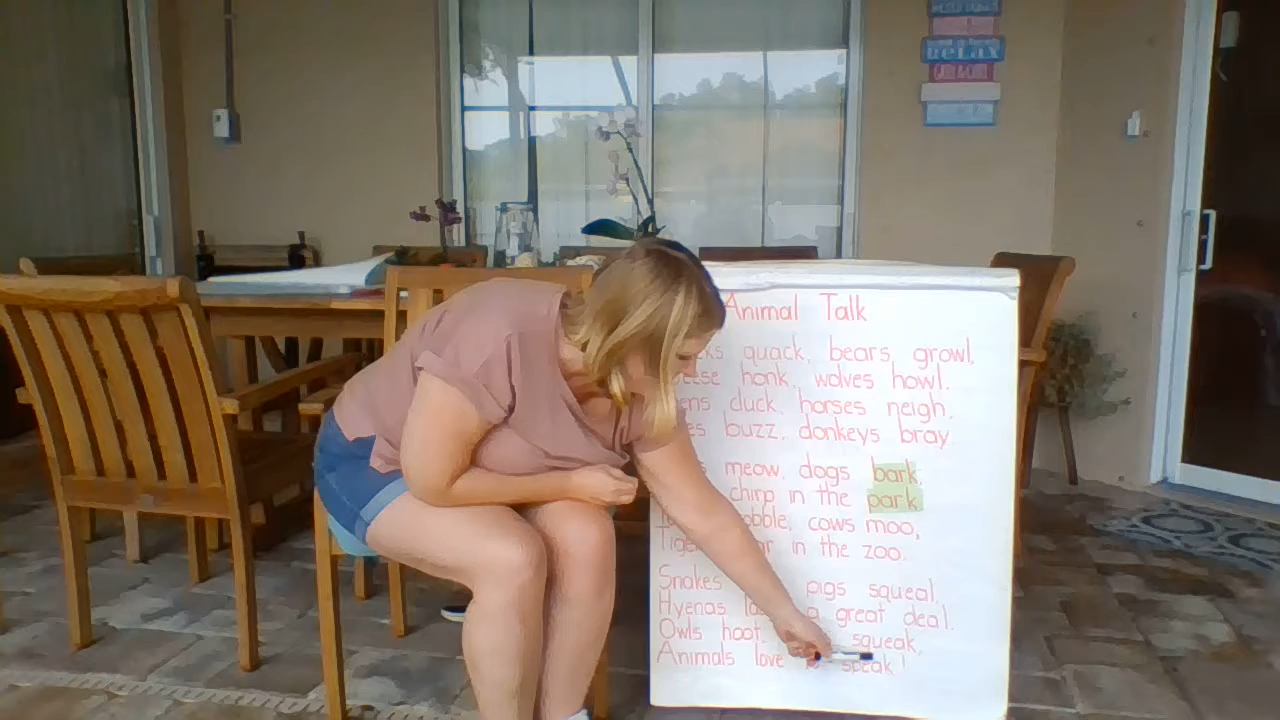 relax
Animal Talk
quack, bears growl,
honk, wolves howl.
cluck, horses neigh,
buzz, donkeys bray.
meow, dogs bark,
chirp in the park
cows moo,
in the zoo.
Snakes pigs squeal,
Hyenas a great deal.
Owls hoot squeak,
Animals love speak!